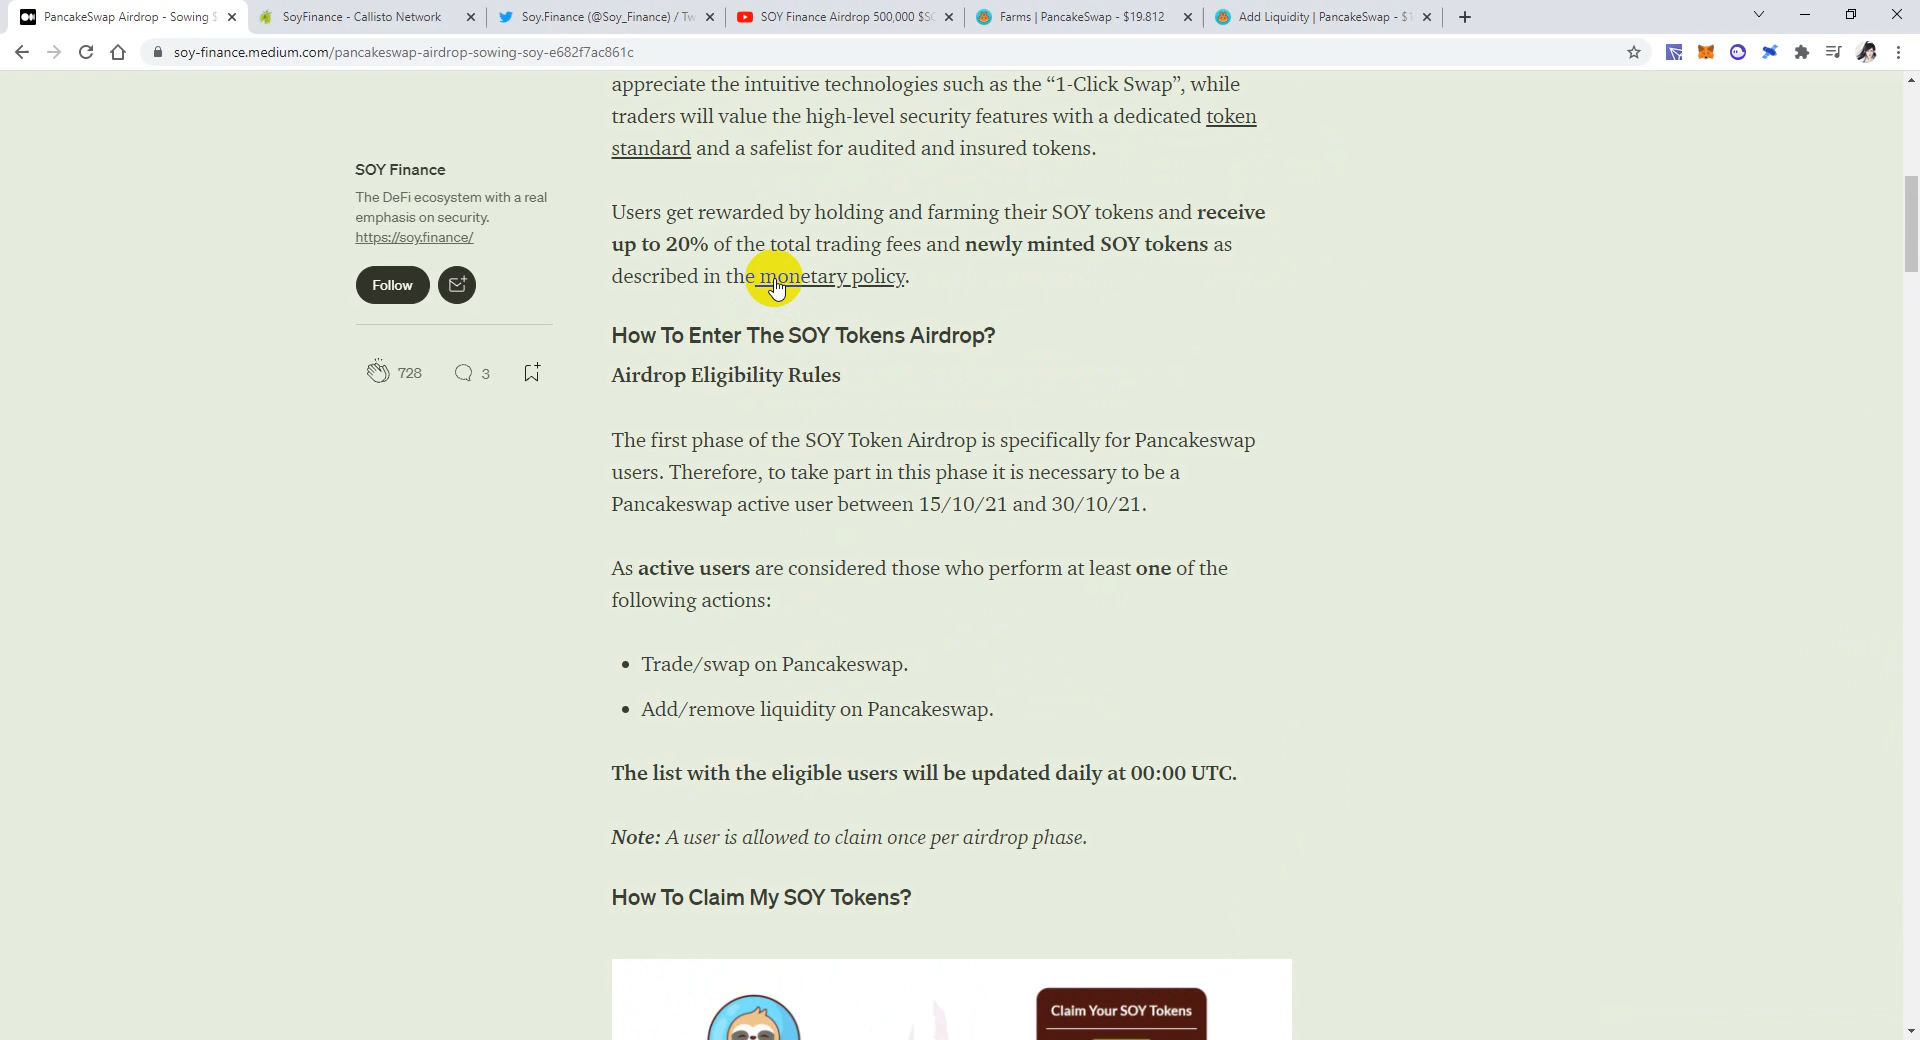 PancakeSwap Airdrop - Sowing $
SoyFinance - Callisto Network
Soy.Finance (@Soy_Finance) / Tw
SOY Finance Airdrop 500,000 $SO
Farms | PancakeSwap - $19.812
Add Liquidity | PancakeSwap - $1
soy-finance.medium.com/pancakeswap-airdrop-sowing-soy-e682f7ac861c
SOY Finance
The DeFi ecosystem with a real
emphasis on security.
https://soy.finance/
Follow
728
3
appreciate the intuitive technologies such as the “1-Click Swap”, while
traders will value the high-level security features with a dedicated token
standard and a safelist for audited and insured tokens.
Users get rewarded by holding and farming their SOY tokens and receive
up to 20% of the total trading fees and newly minted SOY tokens as
described in the monetary policy.
How To Enter The SOY Tokens Airdrop?
Airdrop Eligibility Rules
The first phase of the SOY Token Airdrop is specifically for Pancakeswap
users. Therefore, to take part in this phase it is necessary to be a
Pancakeswap active user between 15/10/21 and 30/10/21.
As active users are considered those who perform at least one of the
following actions:
• Trade/swap on Pancakeswap.
• Add/remove liquidity on Pancakeswap.
The list with the eligible users will be updated daily at 00:00 UTC.
Note: A user is allowed to claim once per airdrop phase.
How To Claim My SOY Tokens?
Claim Your SOY Tokens